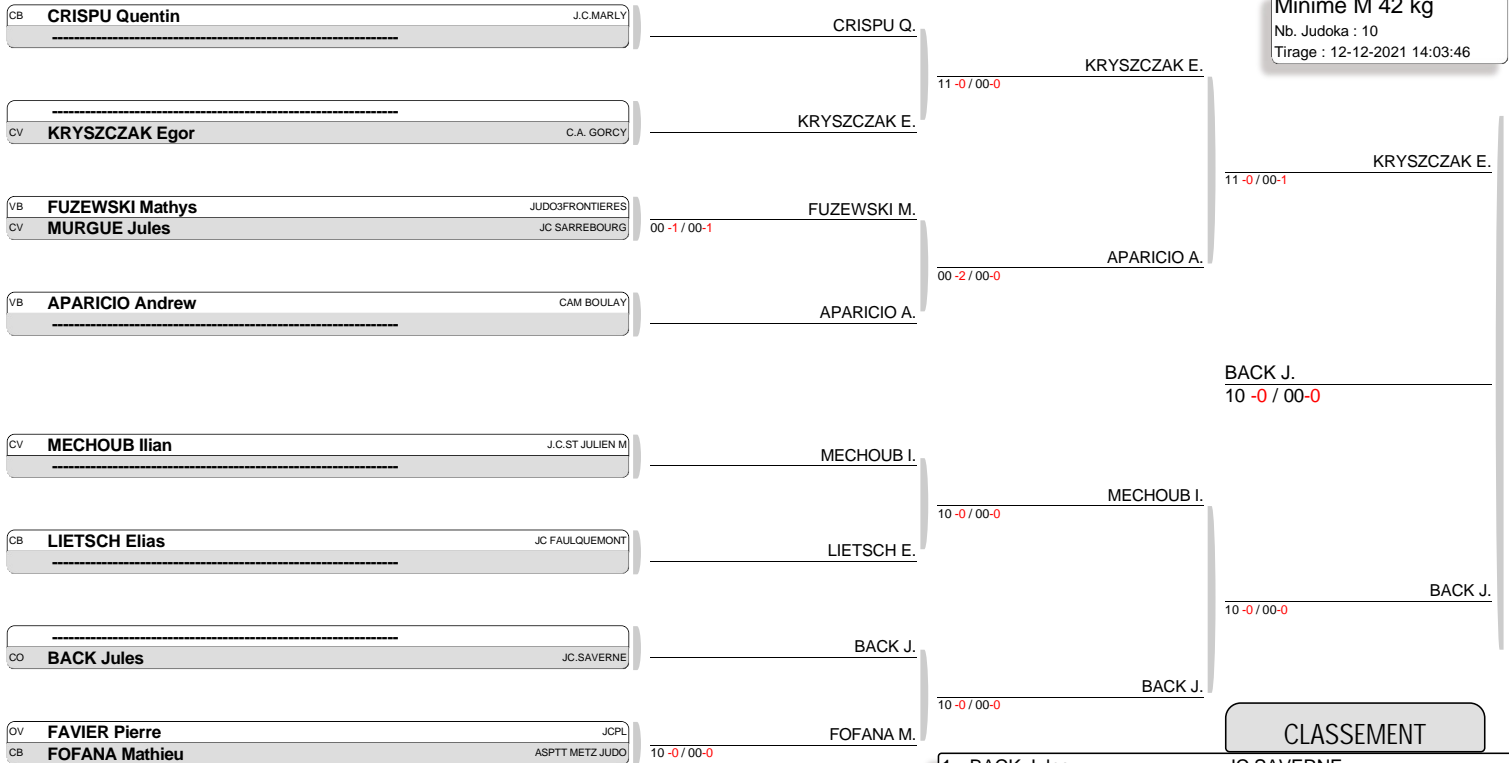 Minime M 42 kg
Nb. Judoka : 10
Tirage : 12-12-2021 14:03:46
CB CRISPU Quentin J.C.MARLY
------------------------------------------------------------------
CRISPU Q.
KRYSZCZAK E.
11 -0 / 00-0
------------------------------------------------------------------
CV KRYSZCZAK Egor C.A. GORCY
KRYSZCZAK E.
KRYSZCZAK E.
11 -0 / 00-1
VB FUZEWSKI Mathys JUDO3FRONTIERES
CV MURGUE Jules JC SARREBOURG
FUZEWSKI M.
00 -1 / 00-1
APARICIO A.
00 -2 / 00-0
VB APARICIO Andrew CAM BOULAY
------------------------------------------------------------------
APARICIO A.
BACK J.
10 -0 / 00-0
CV MECHOUB Ilian J.C.ST JULIEN M
------------------------------------------------------------------
MECHOUB I.
MECHOUB I.
10 -0 / 00-0
CB LIETSCH Elias JC FAULQUEMONT
------------------------------------------------------------------
LIETSCH E.
BACK J.
10 -0 / 00-0
------------------------------------------------------------------
CO BACK Jules JC.SAVERNE
BACK J.
BACK J.
10 -0 / 00-0
OV FAVIER Pierre JCPL
CB FOFANA Mathieu ASPTT METZ JUDO
FOFANA M.
10 -0 / 00-0
CLASSEMENT
1 BACK Jules JC.SAVERNE